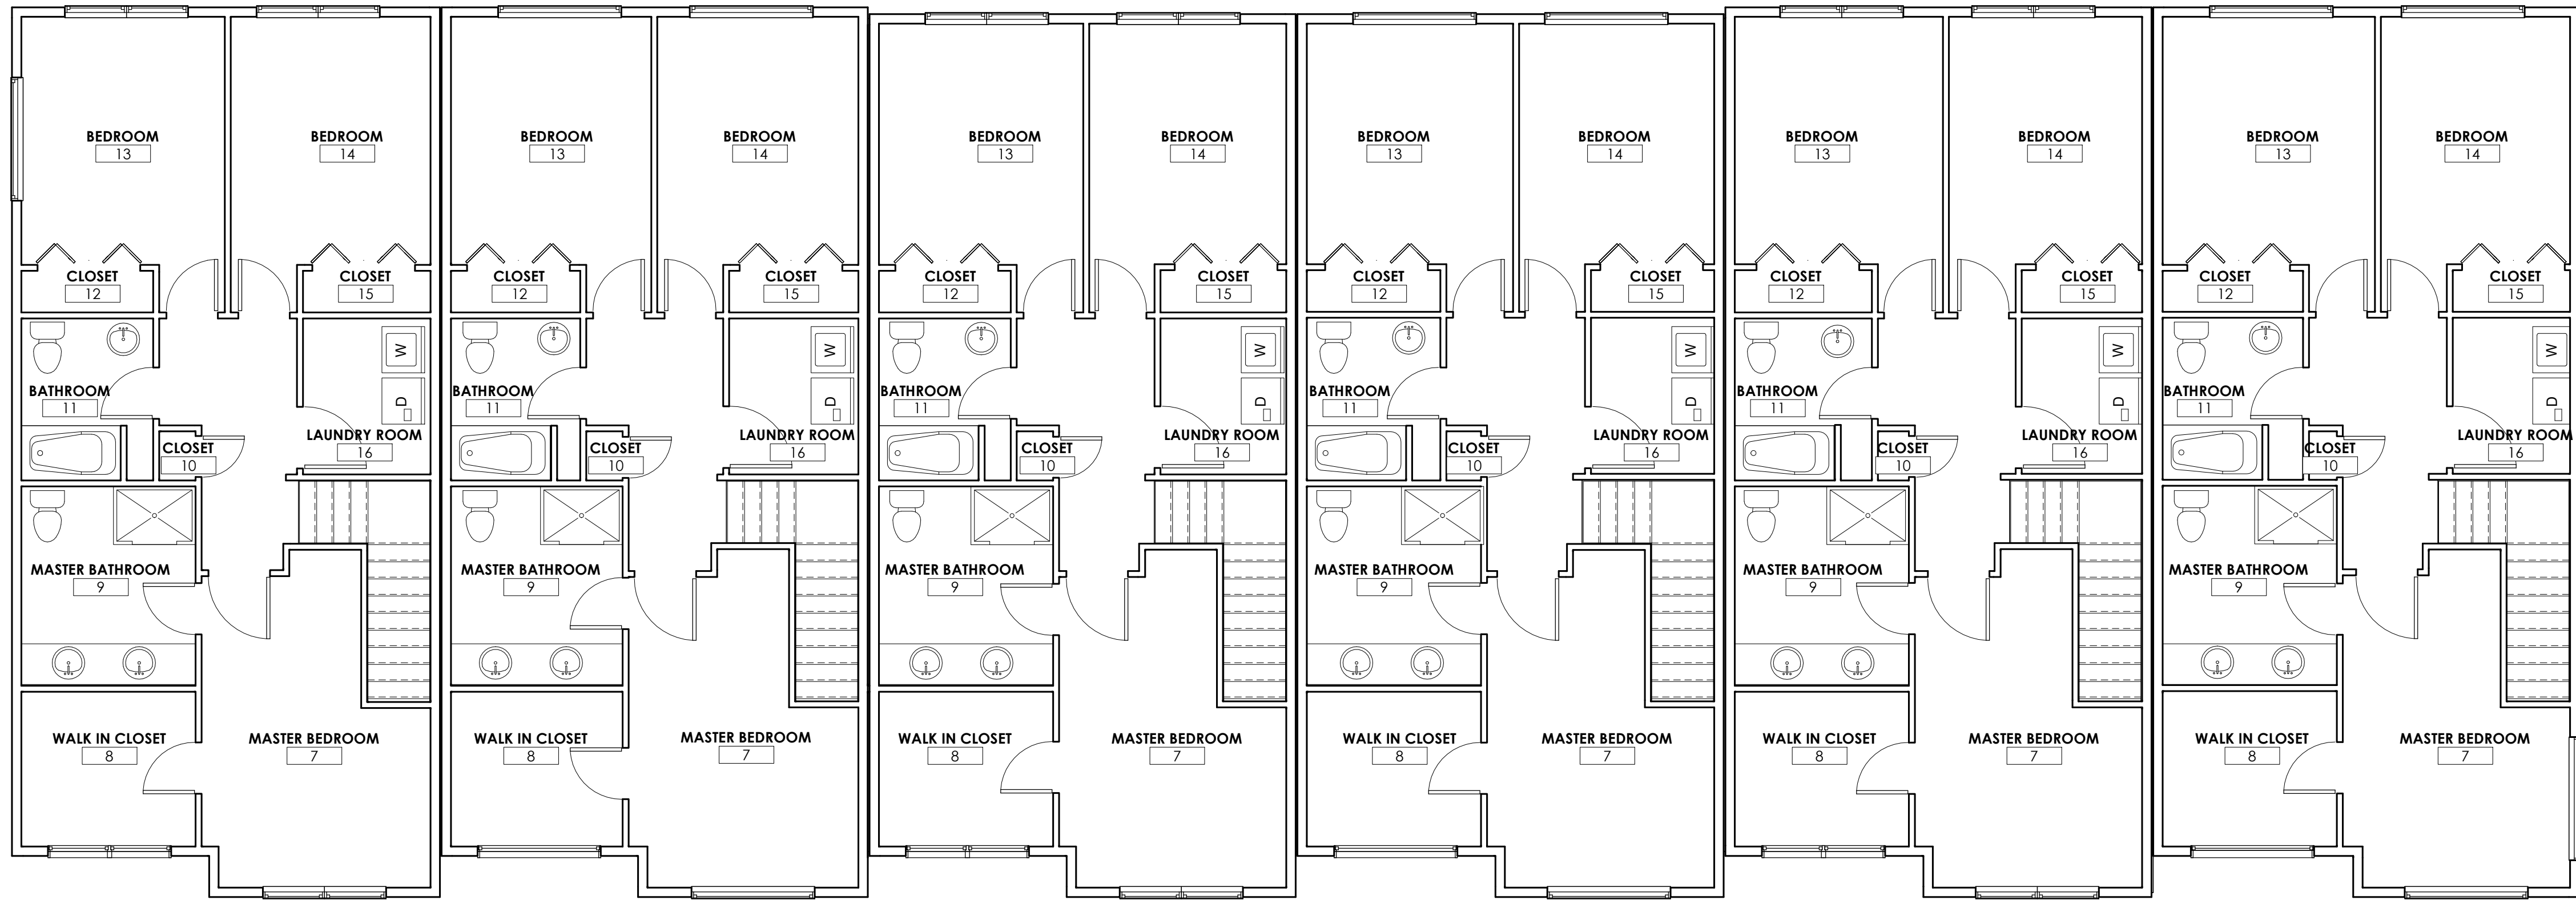 BEDROOM
13
BEDROOM
14
CLOSET
12
CLOSET
15
W
D
BATHROOM
11
LAUNDRY ROOM
16
CLOSET
10
MASTER BATHROOM
9
WALK IN CLOSET
8
MASTER BEDROOM
7
BEDROOM
13
BEDROOM
14
CLOSET
12
CLOSET
15
W
D
BATHROOM
11
LAUNDRY ROOM
16
CLOSET
10
MASTER BATHROOM
9
WALK IN CLOSET
8
MASTER BEDROOM
7
BEDROOM
13
BEDROOM
14
CLOSET
12
CLOSET
15
W
D
BATHROOM
11
LAUNDRY ROOM
16
CLOSET
10
MASTER BATHROOM
9
WALK IN CLOSET
8
MASTER BEDROOM
7
BEDROOM
13
BEDROOM
14
CLOSET
12
CLOSET
15
W
D
BATHROOM
11
LAUNDRY ROOM
16
CLOSET
10
MASTER BATHROOM
9
WALK IN CLOSET
8
MASTER BEDROOM
7
BEDROOM
13
BEDROOM
14
CLOSET
12
CLOSET
15
W
D
BATHROOM
11
LAUNDRY ROOM
16
CLOSET
10
MASTER BATHROOM
9
WALK IN CLOSET
8
MASTER BEDROOM
7
BEDROOM
13
BEDROOM
14
CLOSET
12
CLOSET
15
W
D
BATHROOM
11
LAUNDRY ROOM
16
CLOSET
10
MASTER BATHROOM
9
WALK IN CLOSET
8
MASTER BEDROOM
7